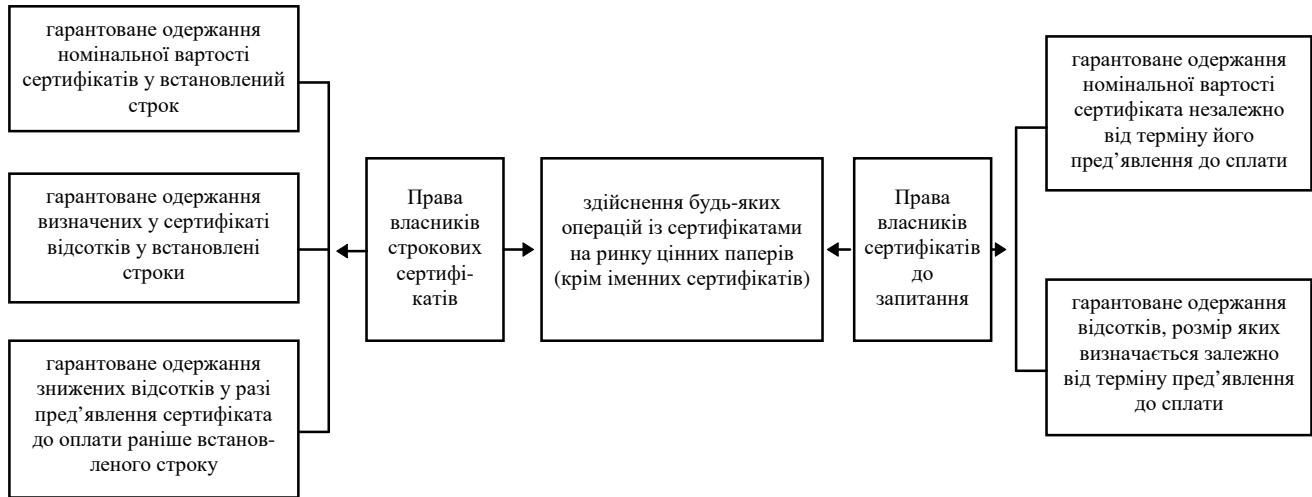 гарантоване одержання
номінальної вартості
сертифікатів у встановлений
строк
гарантоване одержання
визначених у сертифікаті
відсотків у встановлені
строки
гарантоване одержання
знижених відсотків у разі
пред’явлення сертифіката
до оплати раніше встанов-
леного строку
Права
власників
строкових
сертифі-
катів
здійснення будь-яких
операцій із сертифікатами
на ринку цінних паперів
(крім іменних сертифікатів)
Права
власників
сертифікатів
до
запитання
гарантоване одержання
номінальної вартості
сертифіката незалежно
від терміну його
пред’явлення до сплати
гарантоване одержання
відсотків, розмір яких
визначається залежно
від терміну пред’явлення
до сплати